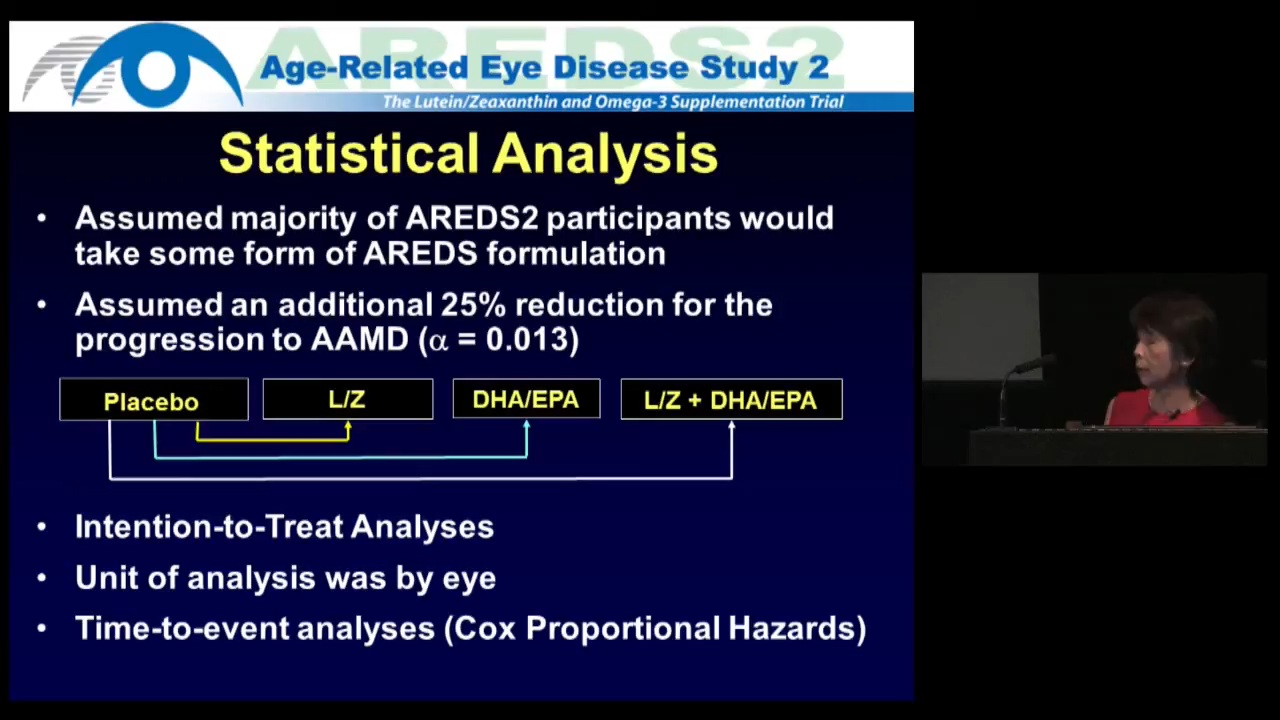 AREDS2
Age-Related Eye Disease Study 2
The Lutein/Zeaxanthin and Omega-3 Supplementation Trial
Statistical Analysis
• Assumed majority of AREDS2 participants would
take some form of AREDS formulation
• Assumed an additional 25% reduction for the
progression to AAMD (α = 0.013)
Placebo
L/Z
DHA/EPA
L/Z + DHA/EPA
• Intention-to-Treat Analyses
• Unit of analysis was by eye
• Time-to-event analyses (Cox Proportional Hazards)